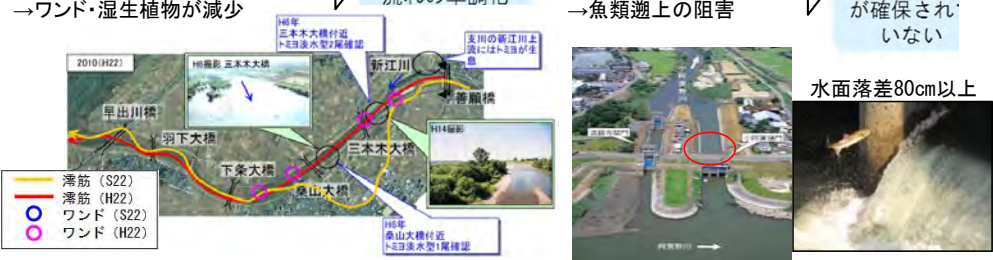 →ワンド・湿生植物が減少
→魚類遡上の阻害
が確保されて
いない
水面落差80cm以上
H6年
三本木大橋付近
トミヨ淡水型2尾確認
支川の新江川上
流にはトミヨが生
息
2010(H22)
H6撮影 三本木大橋
新江川
善願橋
早出川橋
羽下大橋
H14撮影
三本木大橋
下条大橋
桑山大橋
澪筋 (S22)
澪筋 (H22)
ワンド (S22)
ワンド (H22)
H6年
桑山大橋付近
トミヨ淡水型1尾確認